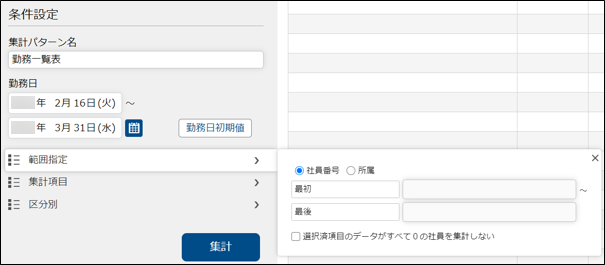 条件設定
集計パターン名
勤務一覧表
勤務日
年 2月16日(火) ～
年 3月31日(水)
勤務日初期値
範囲指定
集計項目
区分別
集計
社員番号 所属
最初 ～
最後
選択済項目のデータがすべて０の社員を集計しない